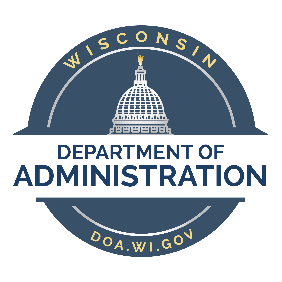 WISCONSIN
DEPARTMENT OF
ADMINISTRATION
DOA.WI.GOV